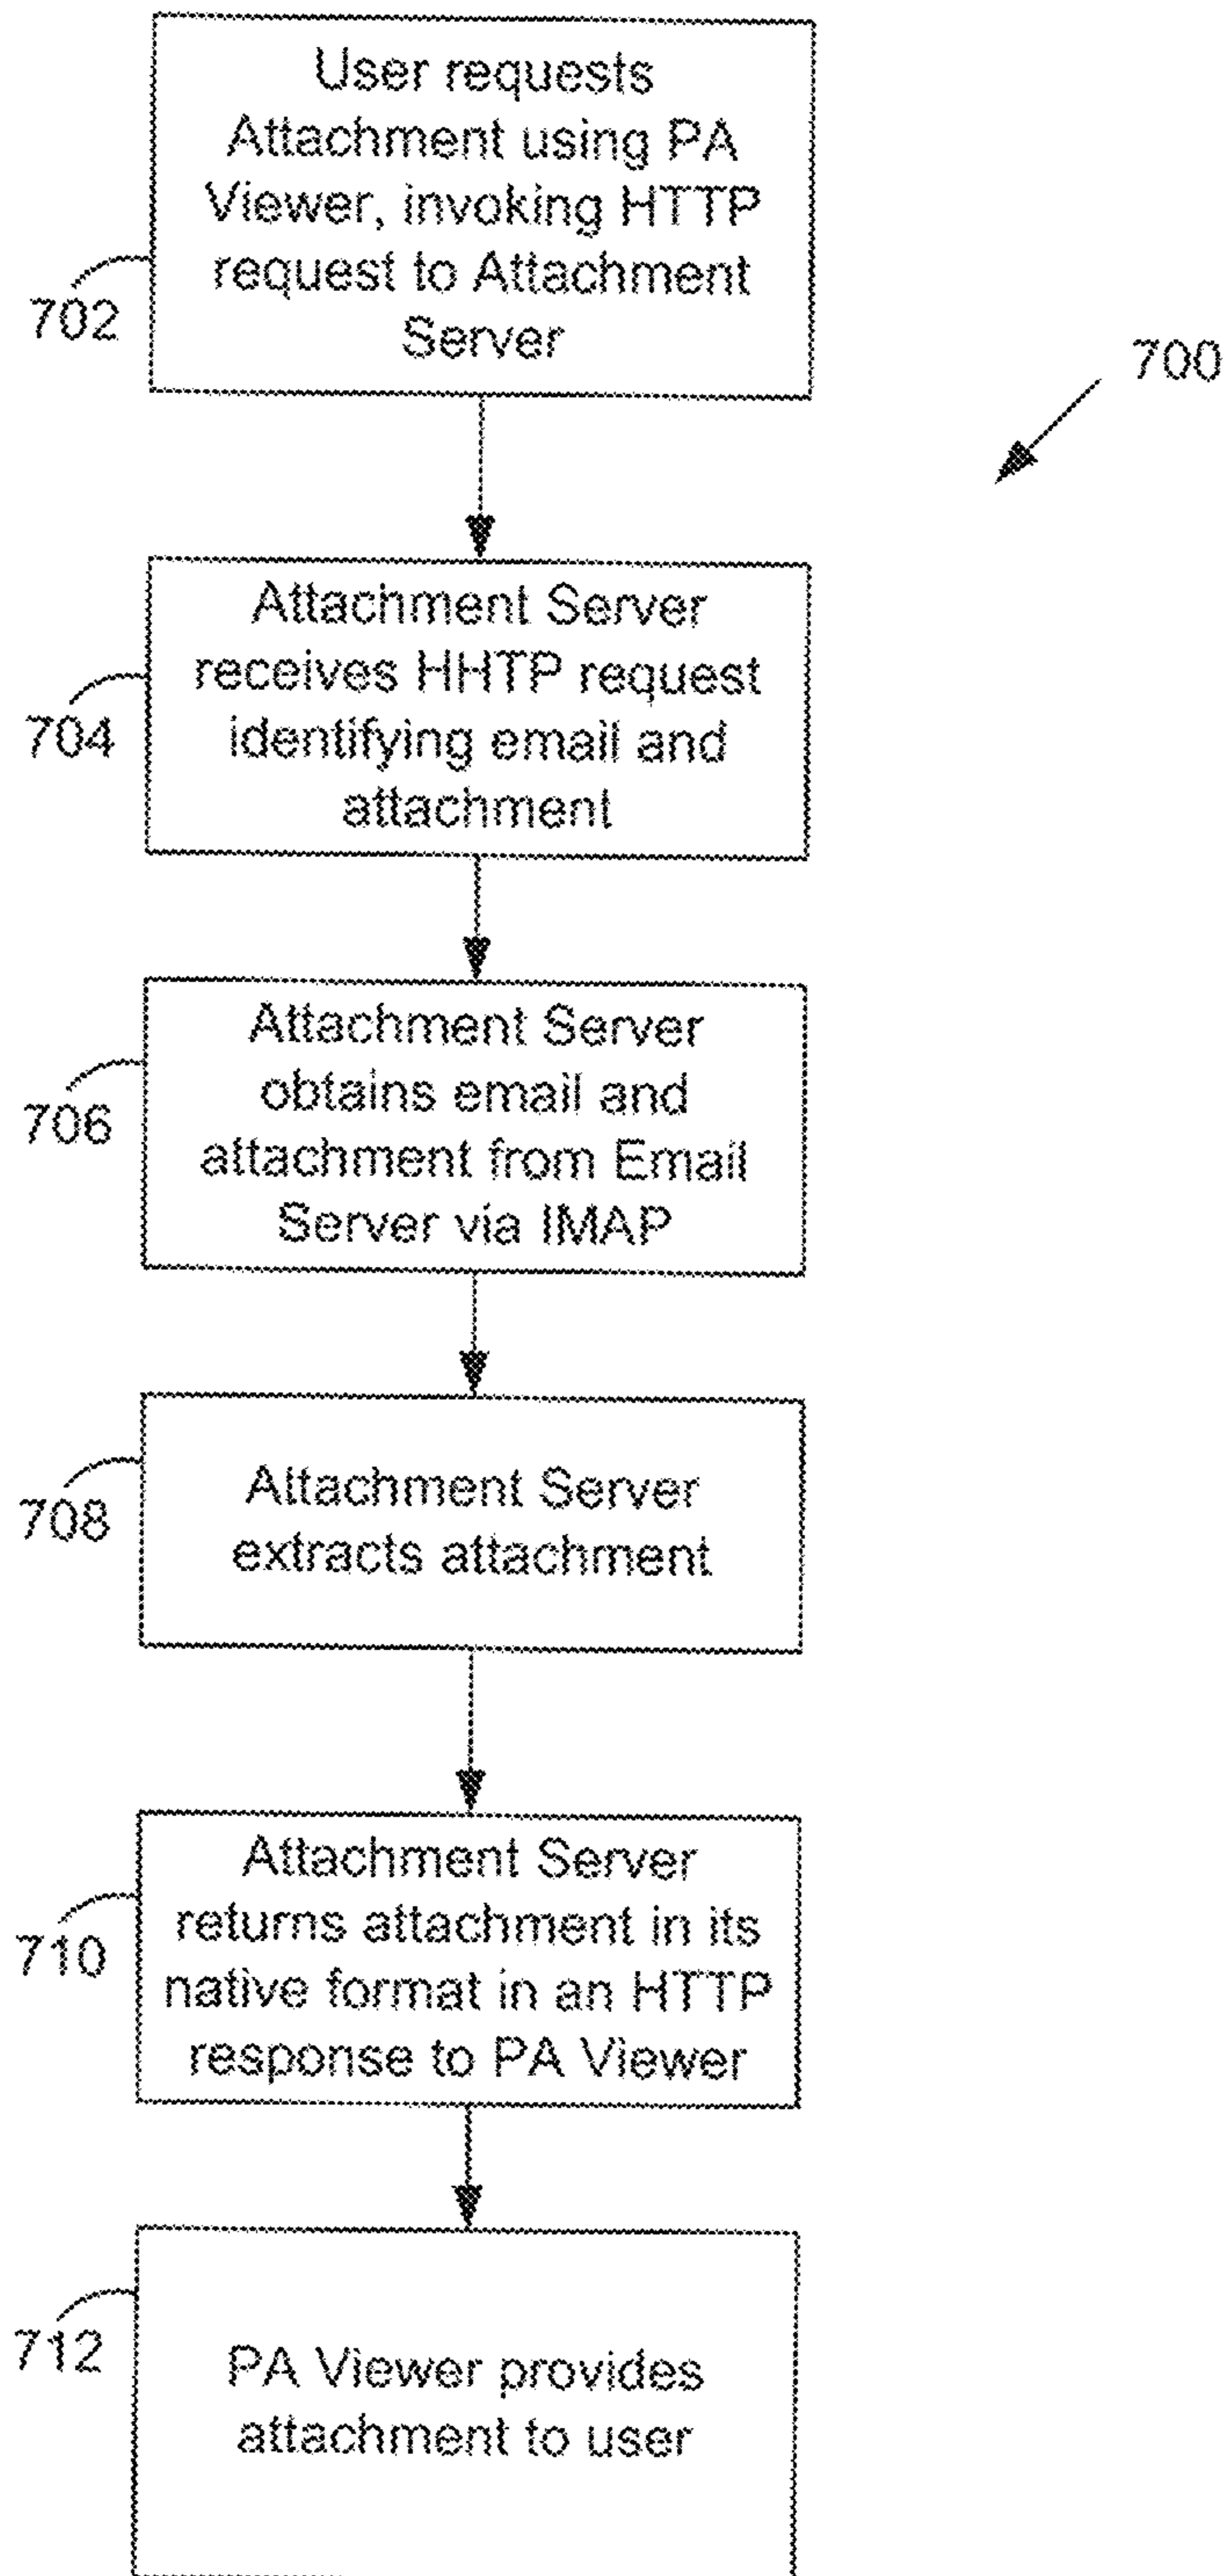 User requests
Attachment using PA
Viewer, invoking HTTP
request to Attachment
Server
702
700
Attachment Server
receives HHTP request
identifying email and
attachment
704
Attachment Server
obtains email and
attachment from Email
Server via IMAP
706
Attachment Server
extracts attachment
708
Attachment Server
returns attachment in its
native format in an HTTP
response to PA Viewer
710
PA Viewer provides
attachment to user
712